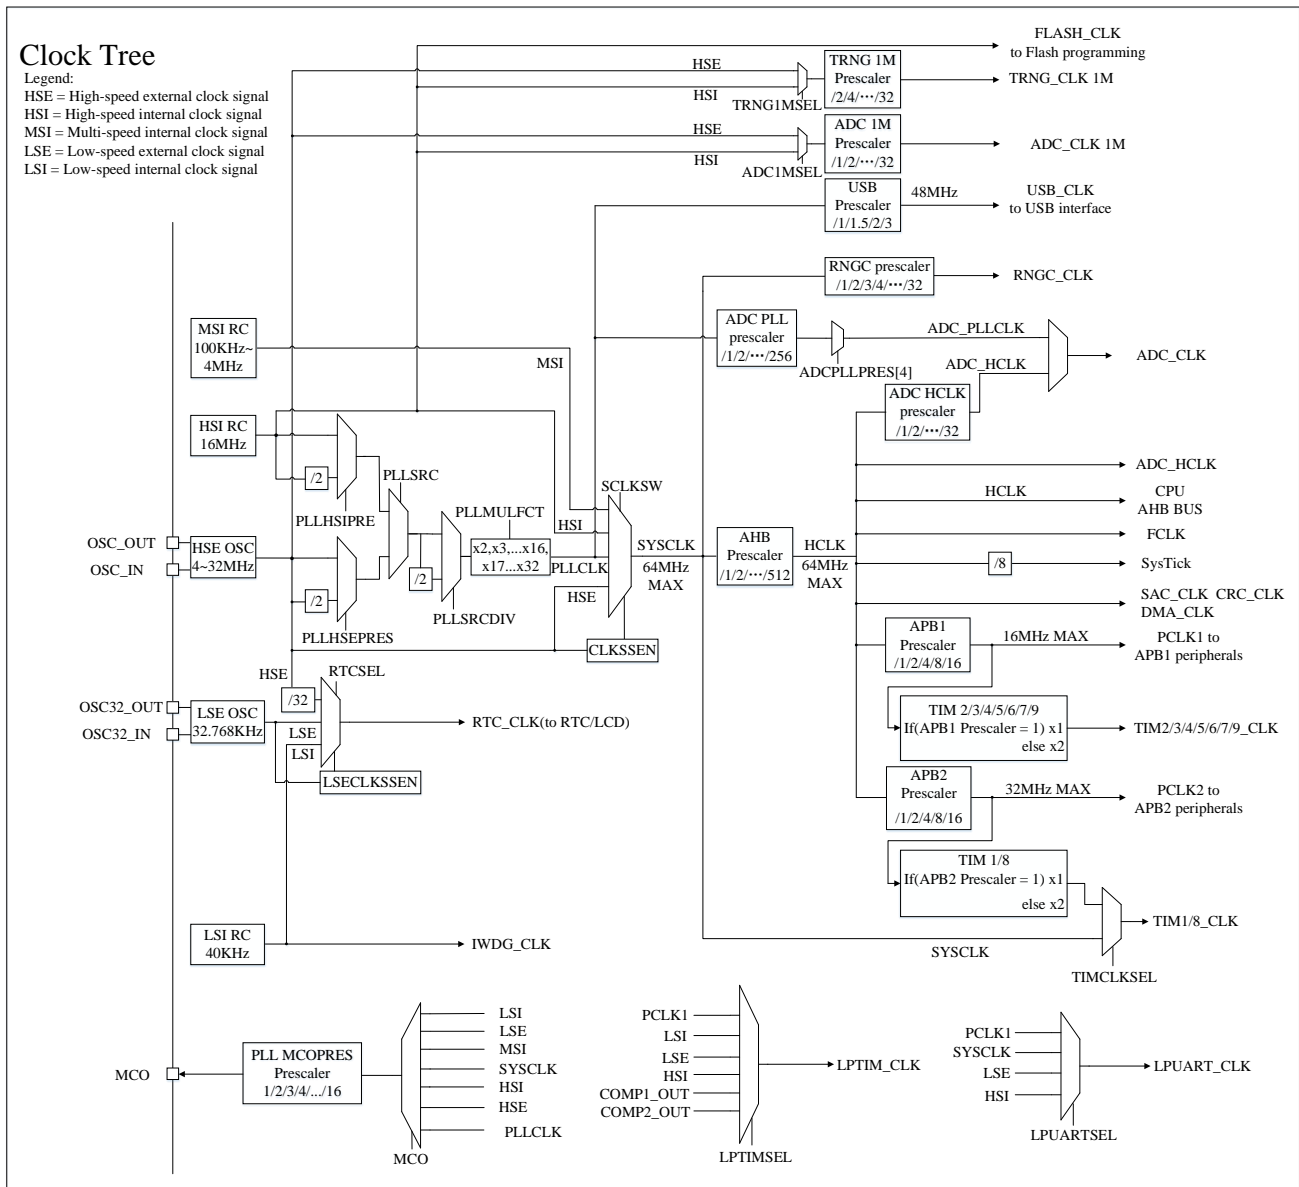 Clock Tree
Legend:
HSE = High-speed external clock signal
HSI = High-speed internal clock signal
MSI = Multi-speed internal clock signal
LSE = Low-speed external clock signal
LSI = Low-speed internal clock signal
FLASH_CLK
to Flash programming
HSE
HSI
TRNG1MSEL
TRNG 1M
Prescaler
/2/4/⋯/32
TRNG_CLK 1M
HSE
HSI
ADC1MSEL
ADC 1M
Prescaler
/1/2/⋯/32
ADC_CLK 1M
USB
Prescaler
/1/1.5/2/3
48MHz
USB_CLK
to USB interface
RNGC prescaler
/1/2/3/4/⋯/32
RNGC_CLK
MSI RC
100KHz~
4MHz
MSI
ADC PLL
prescaler
/1/2/⋯/256
ADCPLLPRES[4]
ADC_PLLCLK
ADC_HCLK
ADC_CLK
ADC HCLK
prescaler
/1/2/⋯/32
HSI RC
16MHz
/2
PLLHSIPRE
PLLSRC
PLLMULFCT
SCLKSW
HSI
ADC_HCLK
HCLK
CPU
AHB BUS
FCLK
OSC_OUT
OSC_IN
HSE OSC
4~32MHz
/2
PLLHSEPRES
/2
PLLSRCDIV
x2,x3,...x16,
x17...x32
PLLCLK
HSE
SYSCLK
64MHz
MAX
AHB
Prescaler
/1/2/⋯/512
HCLK
64MHz
MAX
/8
SysTick
SAC_CLK CRC_CLK
DMA_CLK
CLKSSEN
APB1
Prescaler
/1/2/4/8/16
16MHz MAX
PCLK1 to
APB1 peripherals
HSE
/32
RTCSEL
OSC32_OUT
OSC32_IN
LSE OSC
32.768KHz
LSE
LSI
RTC_CLK(to RTC/LCD)
LSECLKSSEN
TIM 2/3/4/5/6/7/9
If(APB1 Prescaler = 1) x1
else x2
TIM2/3/4/5/6/7/9_CLK
APB2
Prescaler
/1/2/4/8/16
32MHz MAX
PCLK2 to
APB2 peripherals
TIM 1/8
If(APB2 Prescaler = 1) x1
else x2
TIM1/8_CLK
SYSCLK
TIMCLKSEL
LSI RC
40KHz
IWDG_CLK
MCO
PLL MCOPRES
Prescaler
1/2/3/4/.../16
LSI
LSE
MSI
SYSCLK
HSI
HSE
PLLCLK
MCO
PCLK1
LSI
LSE
HSI
COMP1_OUT
COMP2_OUT
LPTIM_CLK
LPTIMSEL
PCLK1
SYSCLK
LSE
HSI
LPUART_CLK
LPUARTSEL